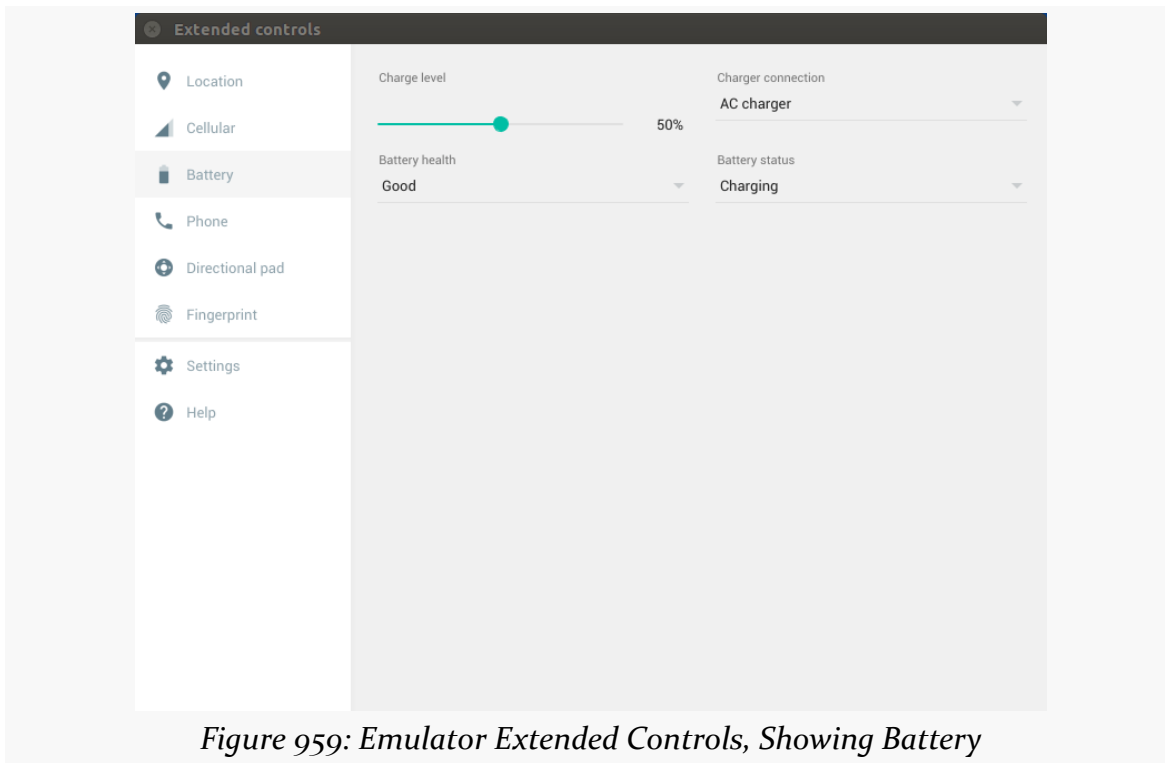 Extended controls
Location
Cellular
Battery
Phone
Directional pad
Fingerprint
Settings
Help
Charge level
50%
Charger connection
AC charger
Battery health
Good
Battery status
Charging
Figure 959: Emulator Extended Controls, Showing Battery